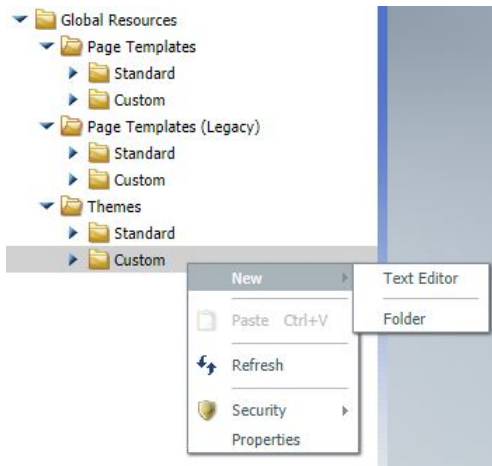 Global Resources
Page Templates
Standard
Custom
Page Templates (Legacy)
Standard
Custom
Themes
Standard
Custom
New
Text Editor
Paste Ctrl+V
Folder
Refresh
Security
Properties